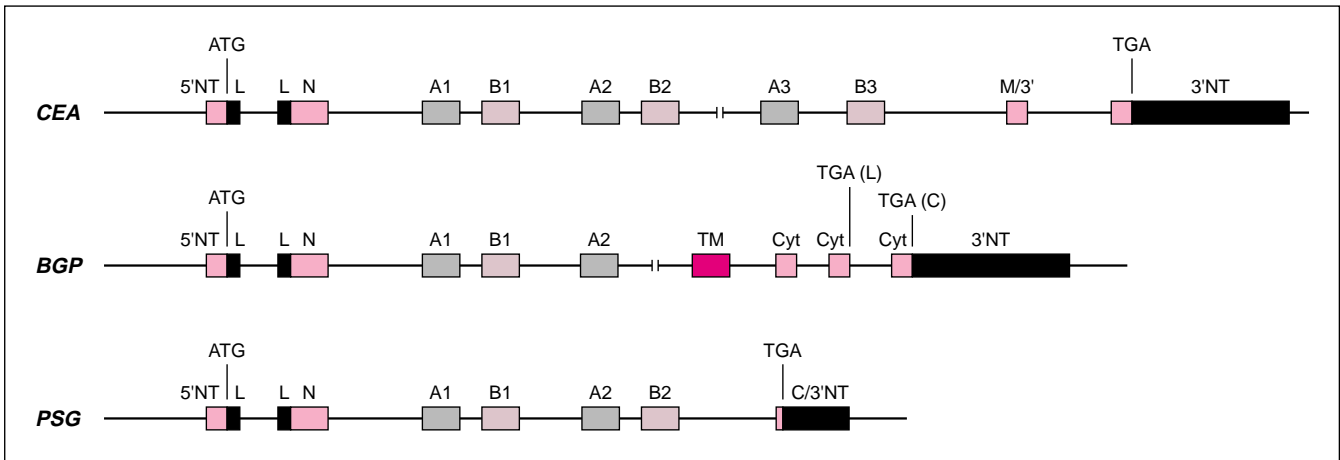 ATG TGA
5'NT L L N A1 B1 A2 B2 A3 B3 M/3' 3'NT
CEA
TGA (L)
ATG TGA (C)
5'NT L L N A1 B1 A2 TM Cyt Cyt Cyt 3'NT
BGP
ATG TGA
5'NT L L N A1 B1 A2 B2 C/3'NT
PSG